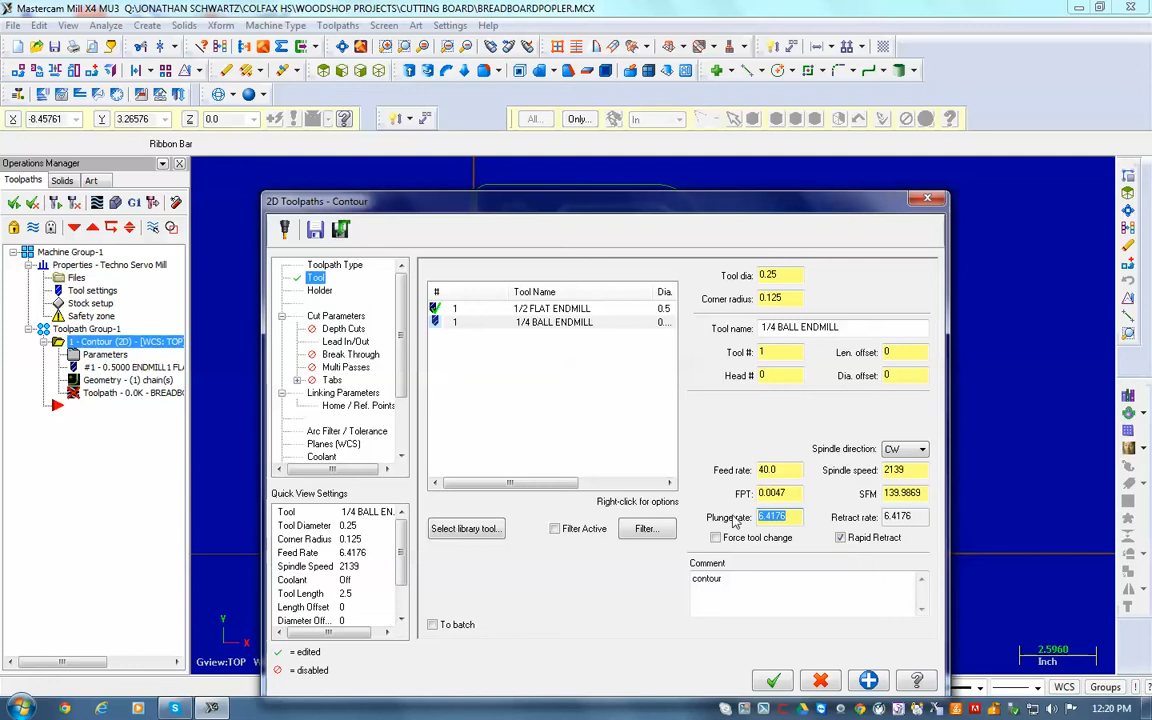 Mastercam Mill X4 MU3 Q:\JONATHAN SCHWARTZ\COLFAX HS\WOODSHOP PROJECTS\CUTTING BOARD\BREADBOARDPOPLER.MCX
File Edit View Analyze Create Solids Xform Machine Type Toolpaths Screen Art Settings Help
X -8.45761 Y 3.26576 Z 0.0 All... Only... In
Ribbon Bar
Operations Manager
Toolpaths Solids Art
G1
Machine Group-1
Properties - Techno Servo Mill
Files
Tool settings
Stock setup
Safety zone
Toolpath Group-1
1 - Contour (2D) - [WCS: TOP]
Parameters
#1 - 0.5000 ENDMILL1 FLA
Geometry - (1) chain(s)
Toolpath - 0.0K - BREADBO
2D Toolpaths - Contour
Toolpath Type
Tool
Holder
Cut Parameters
Depth Cuts
Lead In/Out
Break Through
Multi Passes
Tabs
Linking Parameters
Home / Ref. Points
Arc Filter / Tolerance
Planes (WCS)
Coolant
Quick View Settings
Tool 1/4 BALL EN...
Tool Diameter 0.25
Corner Radius 0.125
Feed Rate 6.4176
Spindle Speed 2139
Coolant Off
Tool Length 2.5
Length Offset 0
Diameter Off... 0
= edited
= disabled
# Tool Name Dia.
1 1/2 FLAT ENDMILL 0.5
1 1/4 BALL ENDMILL 0....
Right-click for options
Select library tool... Filter Active Filter...
To batch
Tool dia: 0.25
Corner radius: 0.125
Tool name: 1/4 BALL ENDMILL
Tool #: 1 Len. offset: 0
Head # 0 Dia. offset: 0
Spindle direction: CW
Feed rate: 40.0 Spindle speed: 2139
FPT: 0.0047 SFM 139.9869
Plunge rate: 6.4176 Retract rate: 6.4176
Force tool change Rapid Retract
Comment
contour
Y
X
Gview:TOP
2.5960
Inch
WCS Groups
12:20 PM